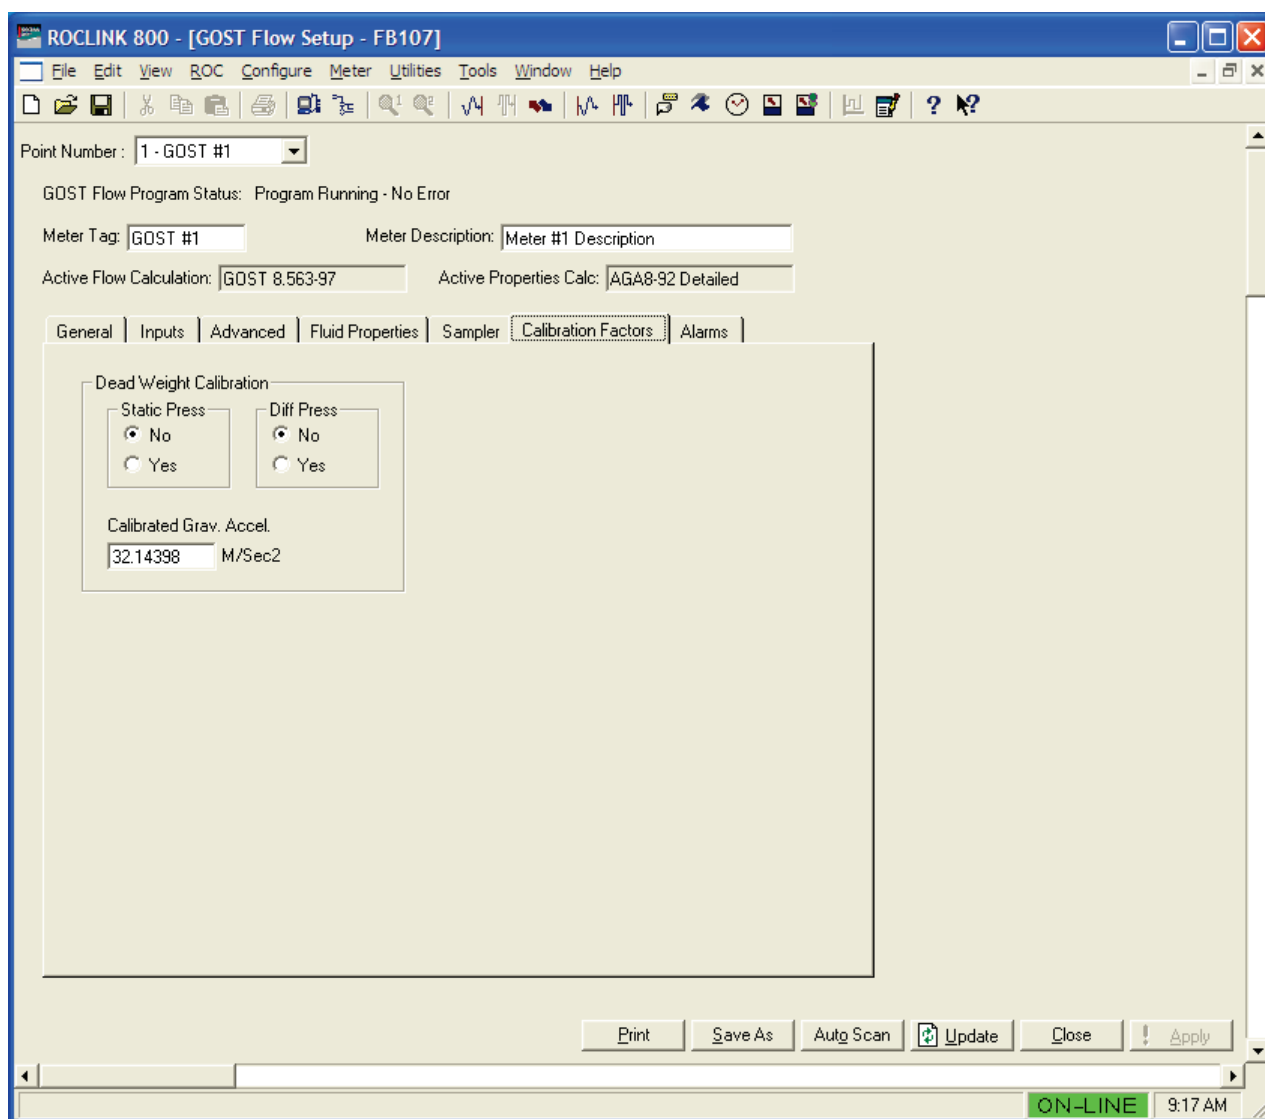 ROCLINK 800 - [GOST Flow Setup - FB107]
File Edit View ROC Configure Meter Utilities Tools Window Help
Point Number : 1 - GOST #1
GOST Flow Program Status: Program Running - No Error
Meter Tag: GOST #1 Meter Description: Meter #1 Description
Active Flow Calculation: GOST 8.563-97 Active Properties Calc: AGA8-92 Detailed
General Inputs Advanced Fluid Properties Sampler Calibration Factors Alarms
Dead Weight Calibration
Static Press Diff Press
No No
Yes Yes
Calibrated Grav. Accel.
32.14398 M/Sec2
Print Save As Auto Scan Update Close ! Apply
ON-LINE 9:17 AM